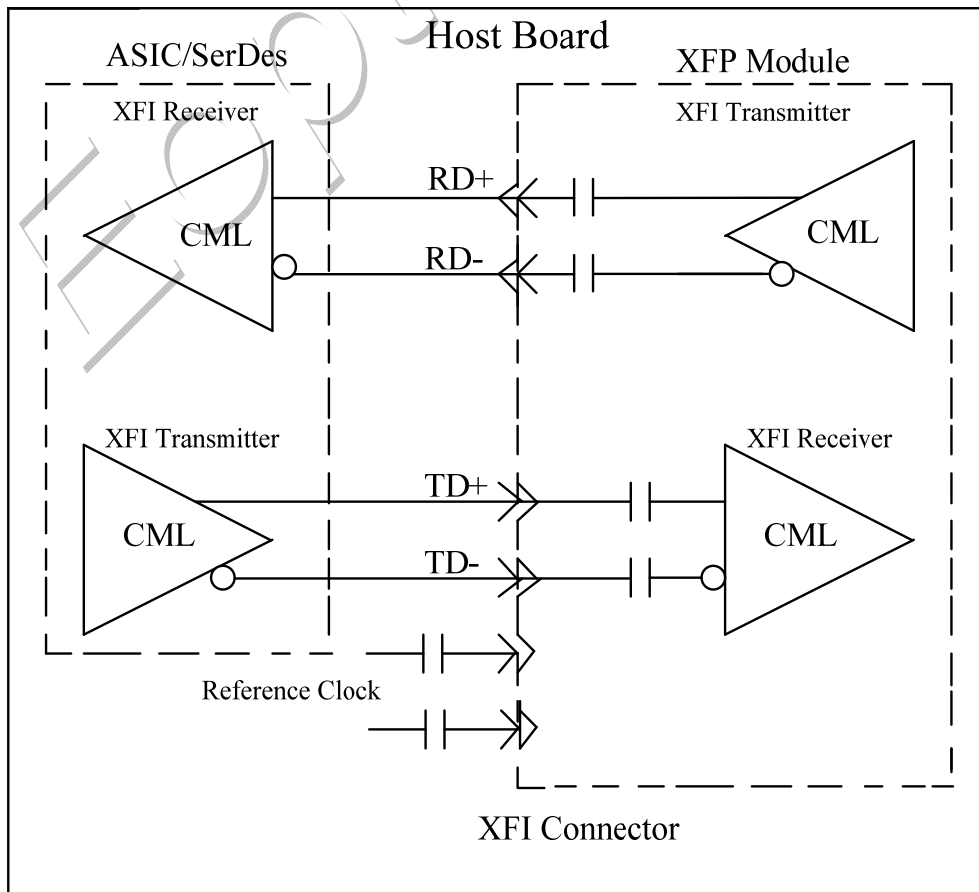 Host Board
ASIC/SerDes
XFP Module
XFI Receiver
XFI Transmitter
RD+
CML
CML
RD-
XFI Transmitter
XFI Receiver
TD+
CML
CML
TD-
Reference Clock
XFI Connector